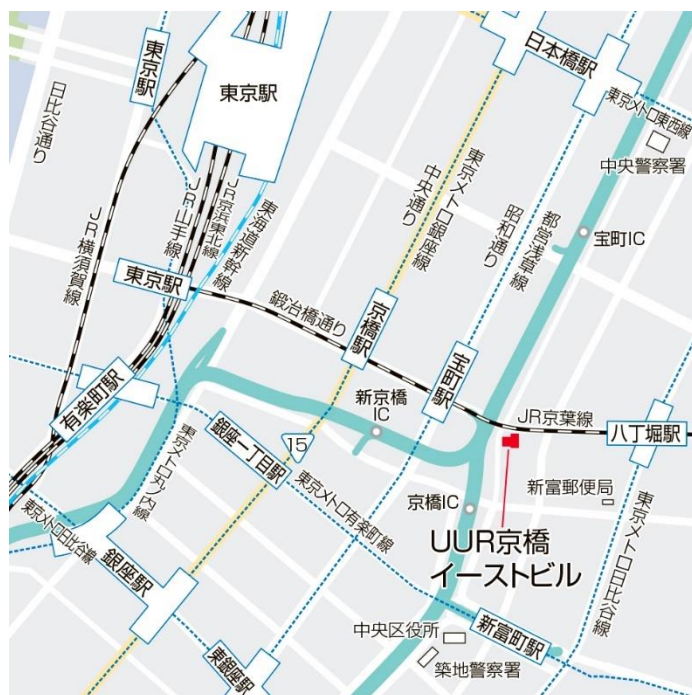 日本橋駅
東京駅
東京駅
日比谷通り
東京メトロ東西線
中央警察署
東京メトロ銀座線
中央通り
昭和通り
都営浅草線
宝町IC
JR横須賀線
JR山手線
JR京浜東北線
東海道新幹線
東京駅
鍛冶橋通り
京橋駅
宝町駅
有楽町駅
新京橋
IC
JR京葉線
八丁堀駅
15
銀座一丁目駅
東京メトロ丸ノ内線
東京メトロ有楽町線
新富郵便局
京橋IC
UUR京橋
イーストビル
東京メトロ日比谷線
東京メトロ日比谷線
銀座駅
東銀座駅
中央区役所
新富町駅
築地警察署